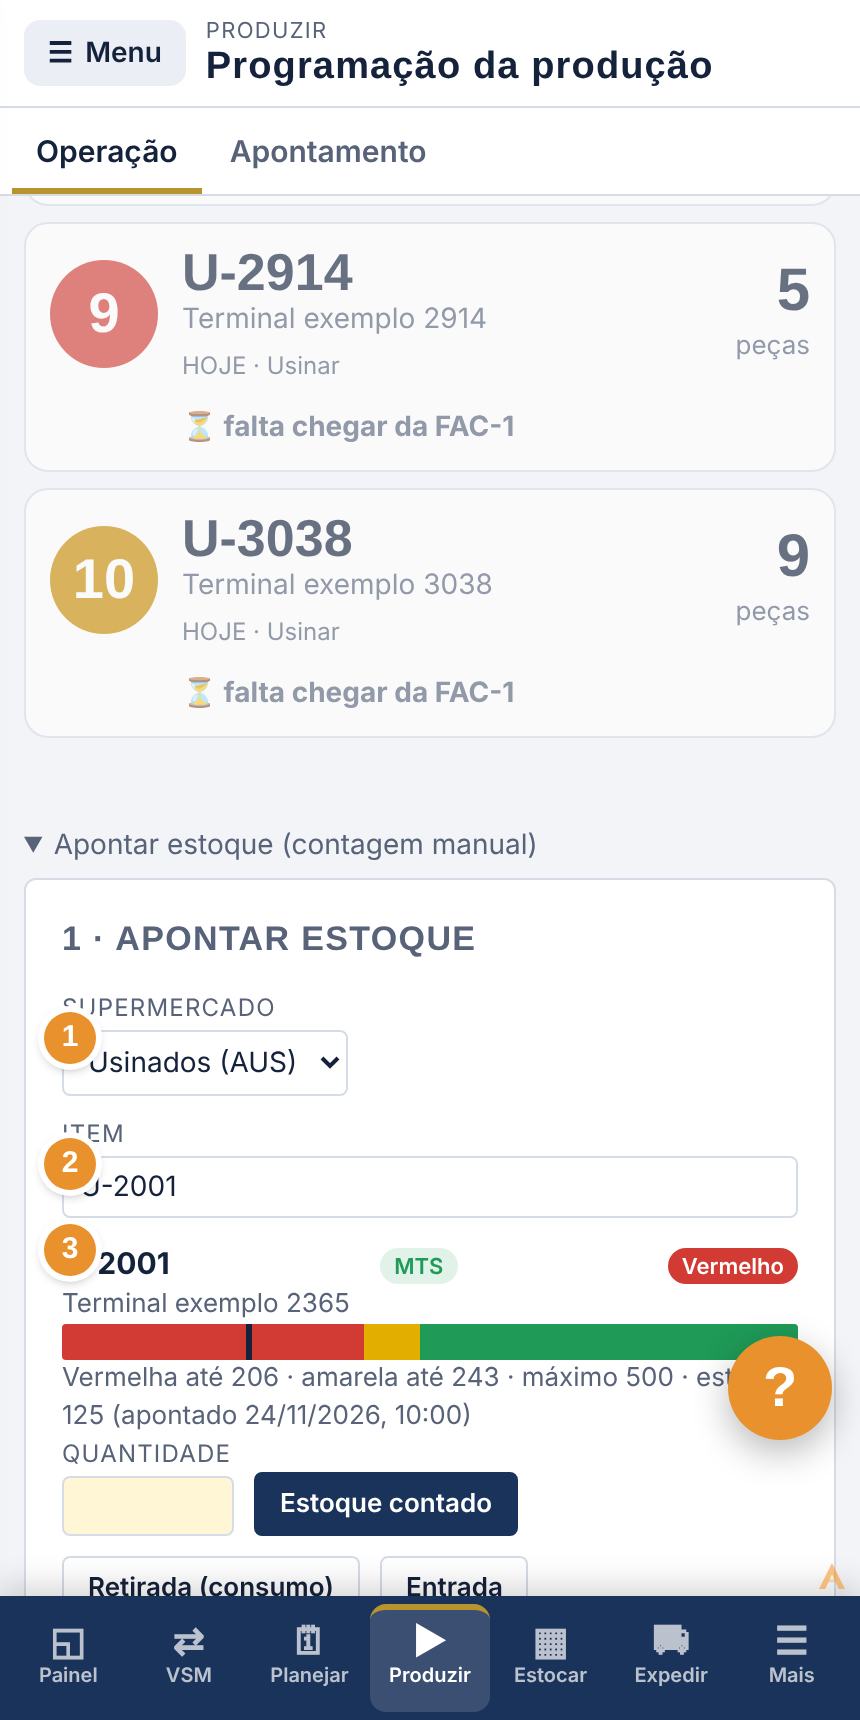 ☰ Menu
PRODUZIR
Programação da produção
Operação
Apontamento
9
U-2914
Terminal exemplo 2914
HOJE · Usinar
⏳ falta chegar da FAC-1
5
peças
10
U-3038
Terminal exemplo 3038
HOJE · Usinar
⏳ falta chegar da FAC-1
9
peças
▼ Apontar estoque (contagem manual)
1 · APONTAR ESTOQUE
SUPERMERCADO
1
Usinados (AUS)
ITEM
2
U-2001
3
2001
MTS
Vermelho
Terminal exemplo 2365
Vermelha até 206 · amarela até 243 · máximo 500 ·
125 (apontado 24/11/2026, 10:00)
?
QUANTIDADE
Estoque contado
Retirada (consumo)
Entrada
Painel
VSM
Planejar
Produzir
Estocar
Expedir
Mais